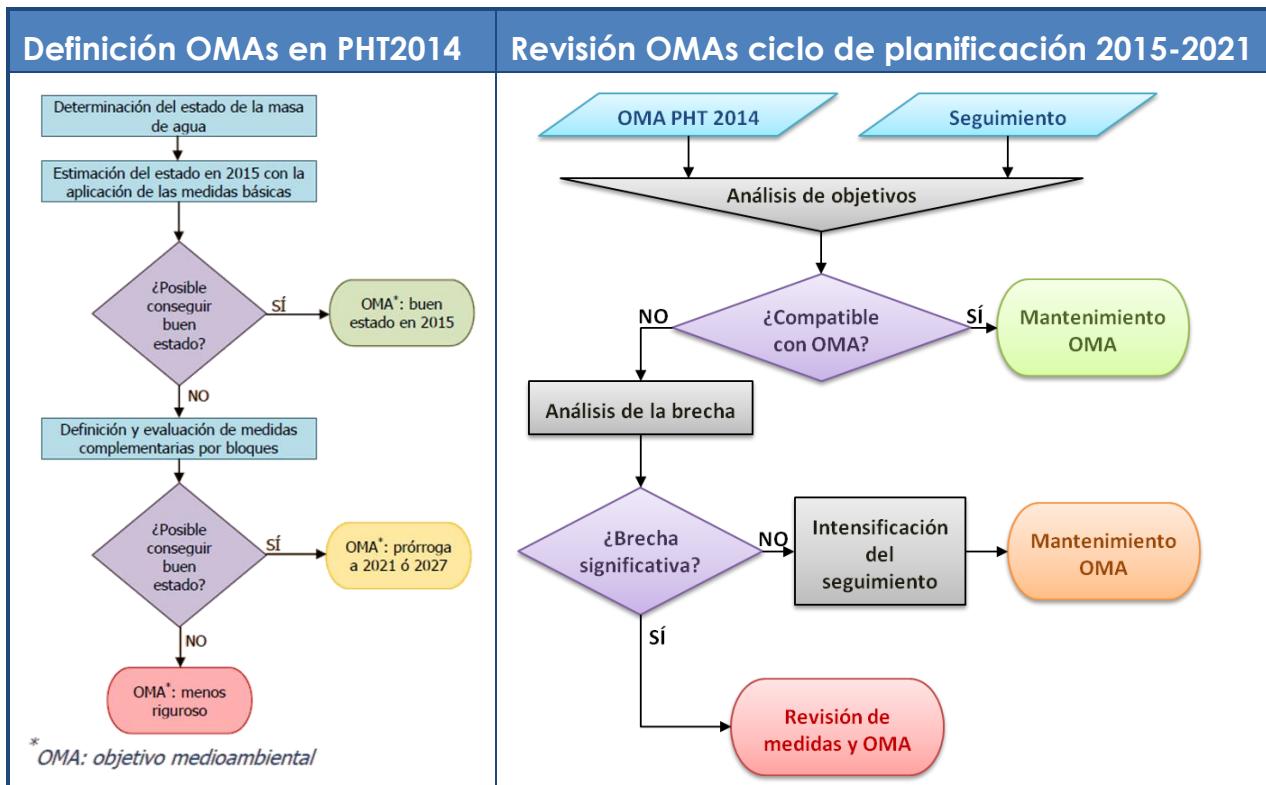 Definición OMAs en PHT2014
Determinación del estado de la masa
de agua
Estimación del estado en 2015 con la
aplicación de las medidas básicas
¿Posible
conseguir
buen
estado?
SÍ
OMA*: buen
estado en 2015
NO
Definición y evaluación de medidas
complementarias por bloques
¿Posible
conseguir
buen
estado?
SÍ
OMA*: prórroga
a 2021 ó 2027
NO
OMA*: menos
riguroso
*OMA: objetivo medioambiental
Revisión OMAs ciclo de planificación 2015-2021
OMA PHT 2014
Seguimiento
Análisis de objetivos
¿Compatible
con OMA?
NO
SÍ
Mantenimiento
OMA
Análisis de la brecha
¿Brecha
significativa?
NO
Intensificación
del
seguimiento
Mantenimiento
OMA
SÍ
Revisión de
medidas y OMA